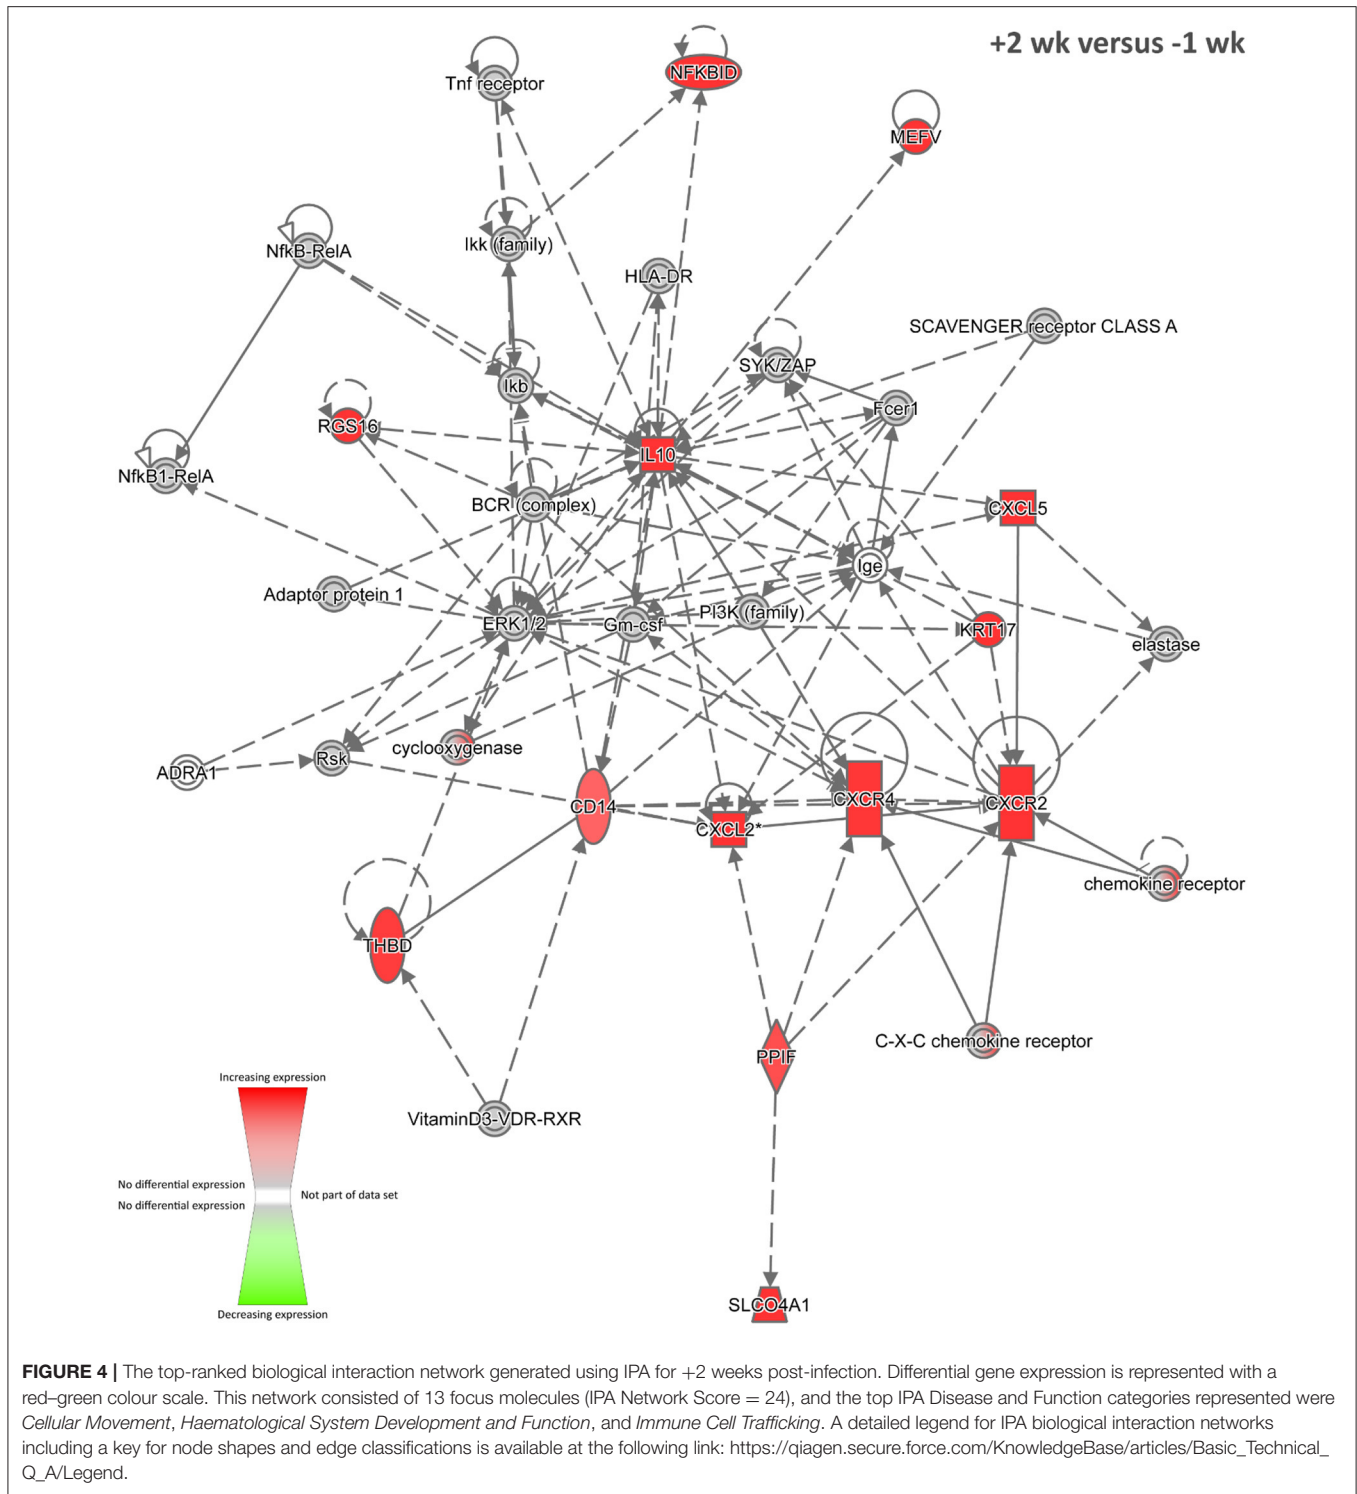 +2 wk versus -1 wk
Tnf receptor
NFKBID
MEFV
NfkB-RelA
Ikk (family)
HLA-DR
SCAVENGER receptor CLASS A
SYK/ZAP
Ikb
Fcer1
RGS16
IL10
NfkB1-RelA
BCR (complex)
CXCL5
Ige
Adaptor protein 1
ERK1/2
Gm-csf
PI3K (family)
KRT17
elastase
cyclooxygenase
Rsk
ADRA1
CD14
CXCL2*
CXCR4
CXCR2
chemokine receptor
THBD
PPIF
C-X-C chemokine receptor
VitaminD3-VDR-RXR
SLCO4A1
Increasing expression
No differential expression
Not part of data set
No differential expression
Decreasing expression
FIGURE 4 | The top-ranked biological interaction network generated using IPA for +2 weeks post-infection. Differential gene expression is represented with a
red–green colour scale. This network consisted of 13 focus molecules (IPA Network Score = 24), and the top IPA Disease and Function categories represented were
Cellular Movement, Haematological System Development and Function, and Immune Cell Trafficking. A detailed legend for IPA biological interaction networks
including a key for node shapes and edge classifications is available at the following link: https://qiagen.secure.force.com/KnowledgeBase/articles/Basic_Technical_
Q_A/Legend.